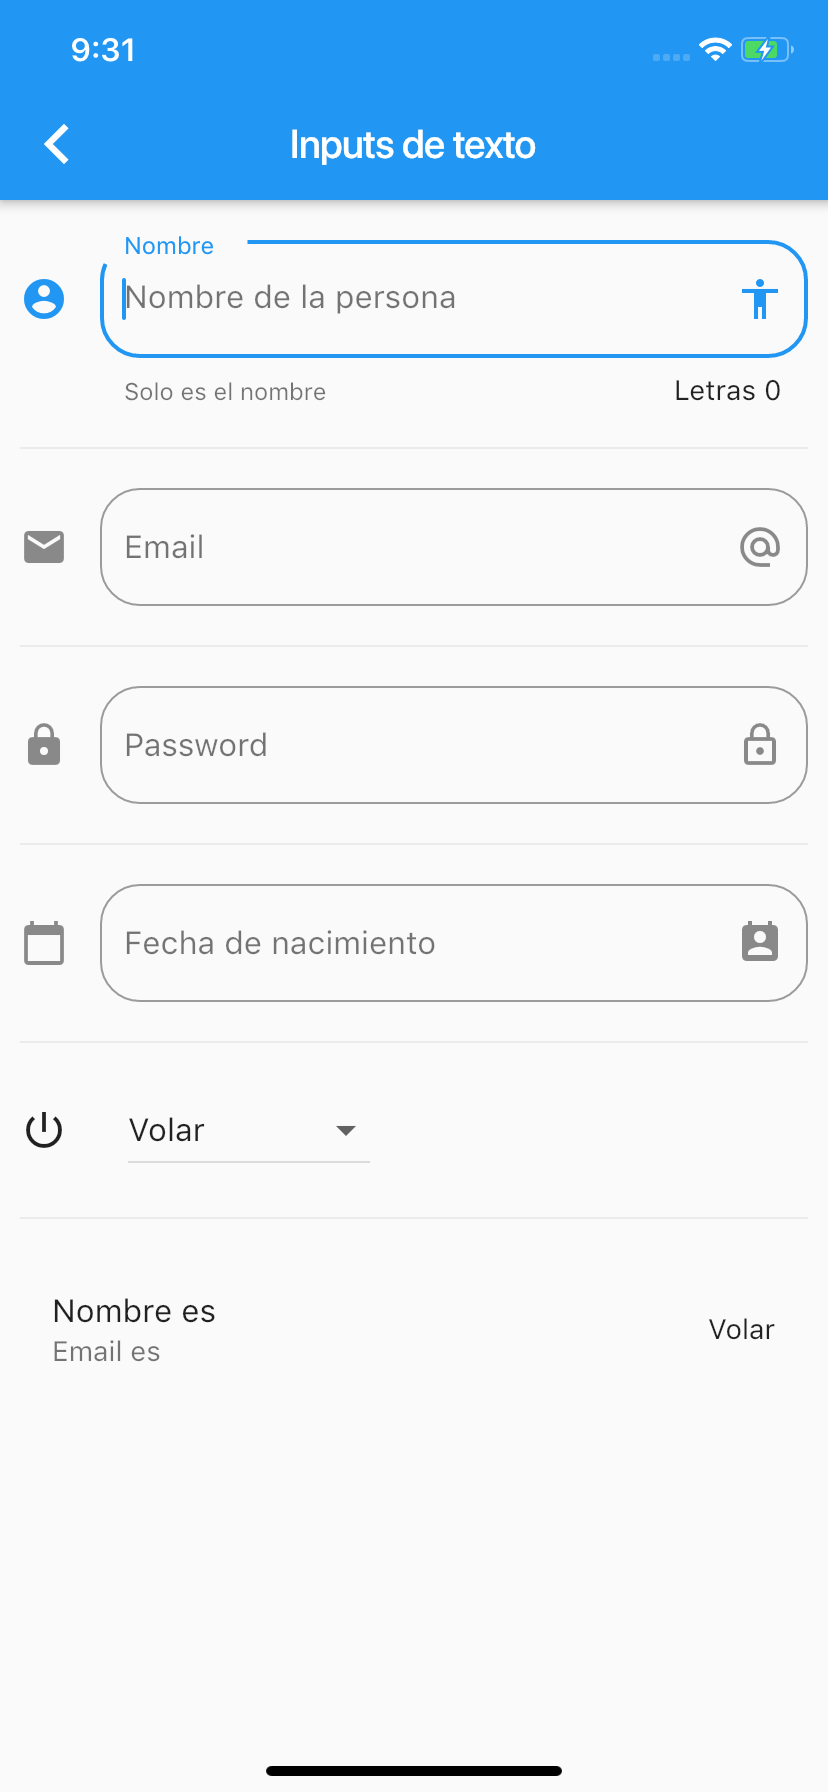 9:31
Inputs de texto
Nombre
Nombre de la persona
Solo es el nombre
Letras 0
Email
Password
Fecha de nacimiento
Volar
Nombre es
Email es
Volar